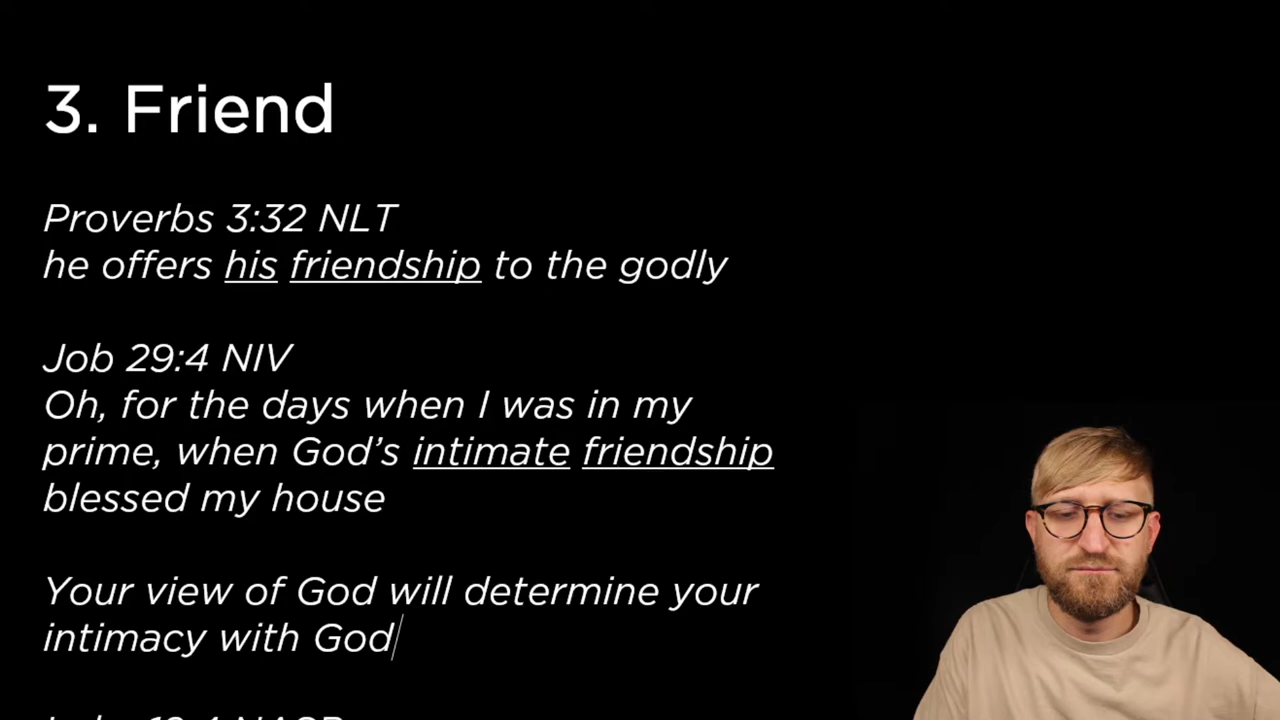 3. Friend
Proverbs 3:32 NLT
he offers his friendship to the godly
Job 29:4 NIV
Oh, for the days when I was in my
prime, when God’s intimate friendship
blessed my house
Your view of God will determine your
intimacy with God